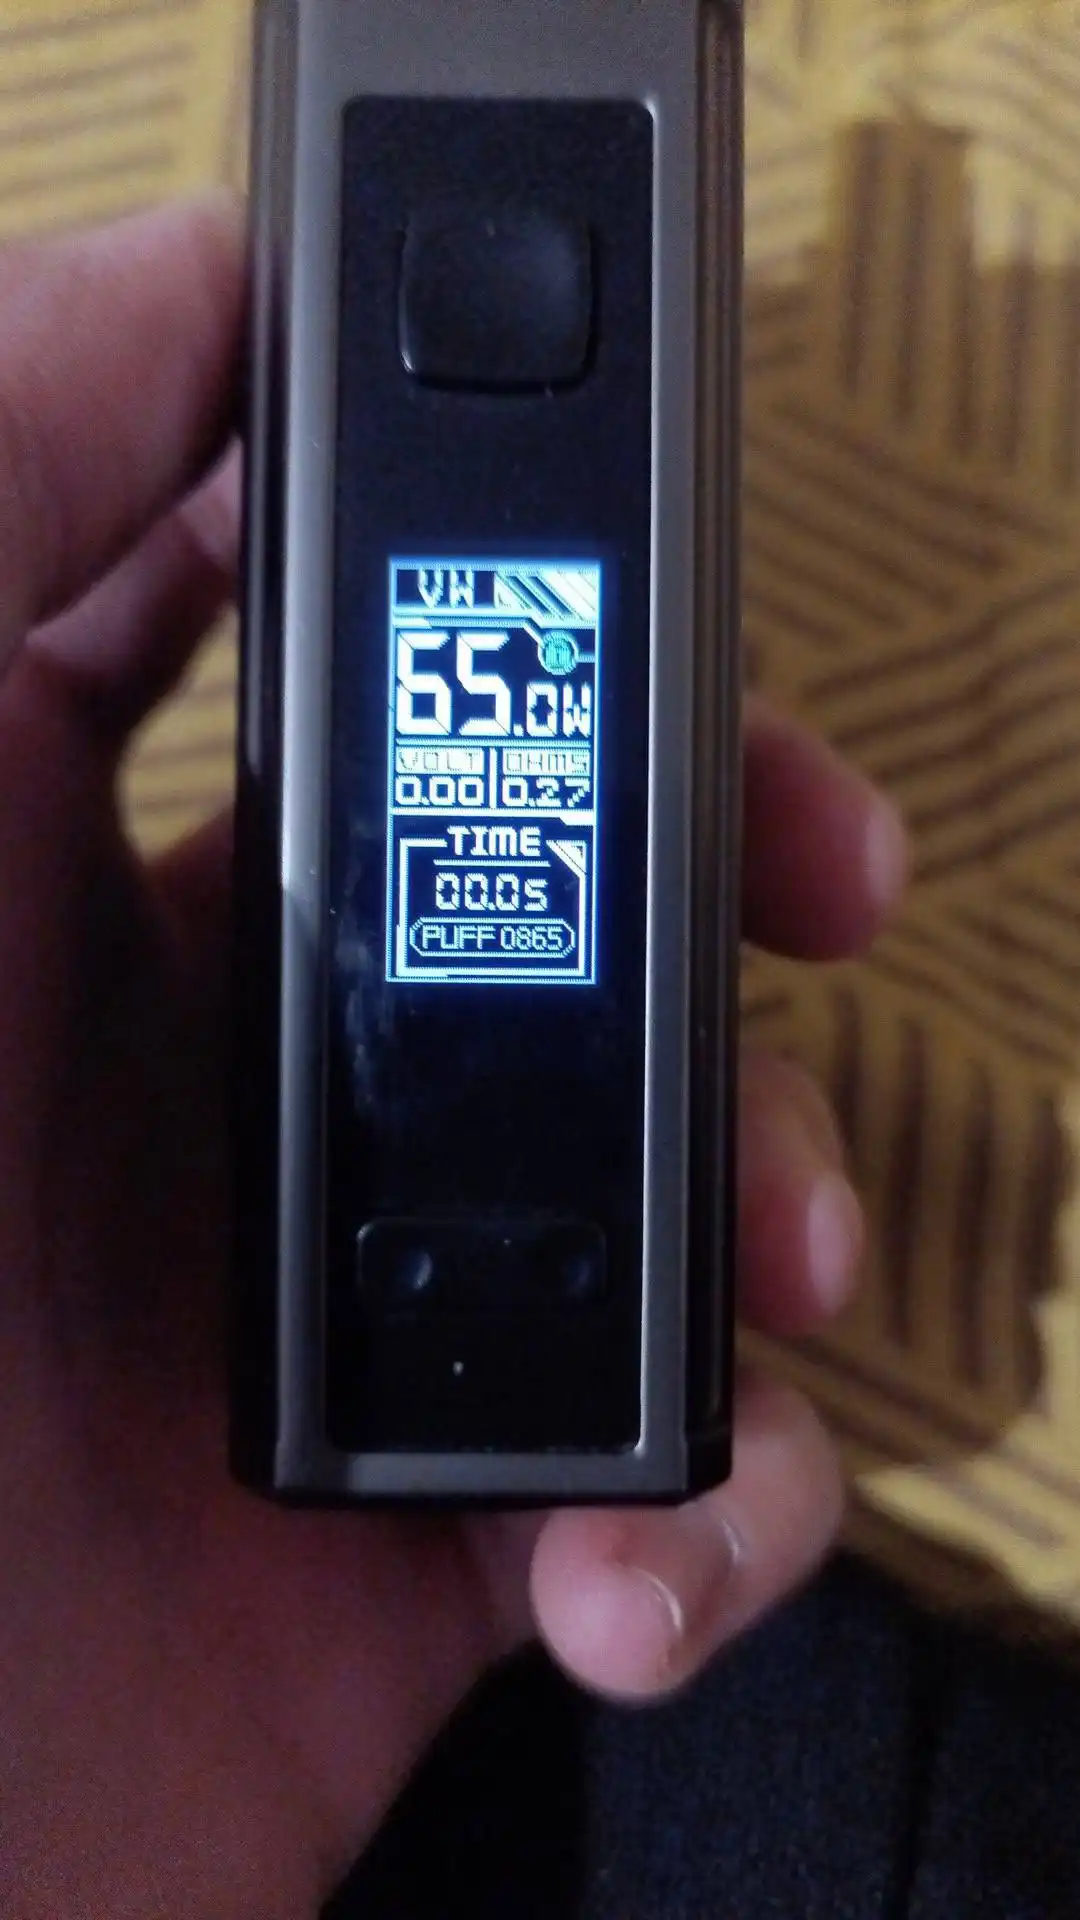 VW
65.0W
VOLT OHMS
0.00 0.27
TIME
00.0S
PUFF 0865